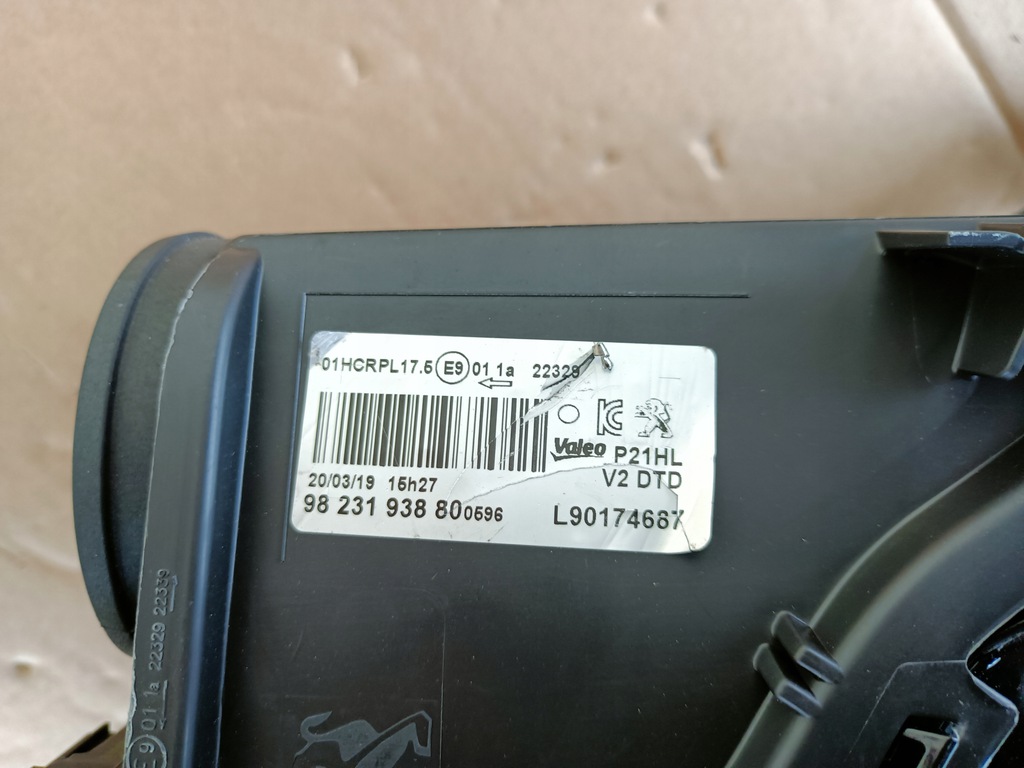 01HCRPL17.5 E9 01 1a 22329
Valeo P21HL
V2 DTD
20/03/19 15h27
98 231 938 80 0596
L90174687
E9 01 1a 22329 22339